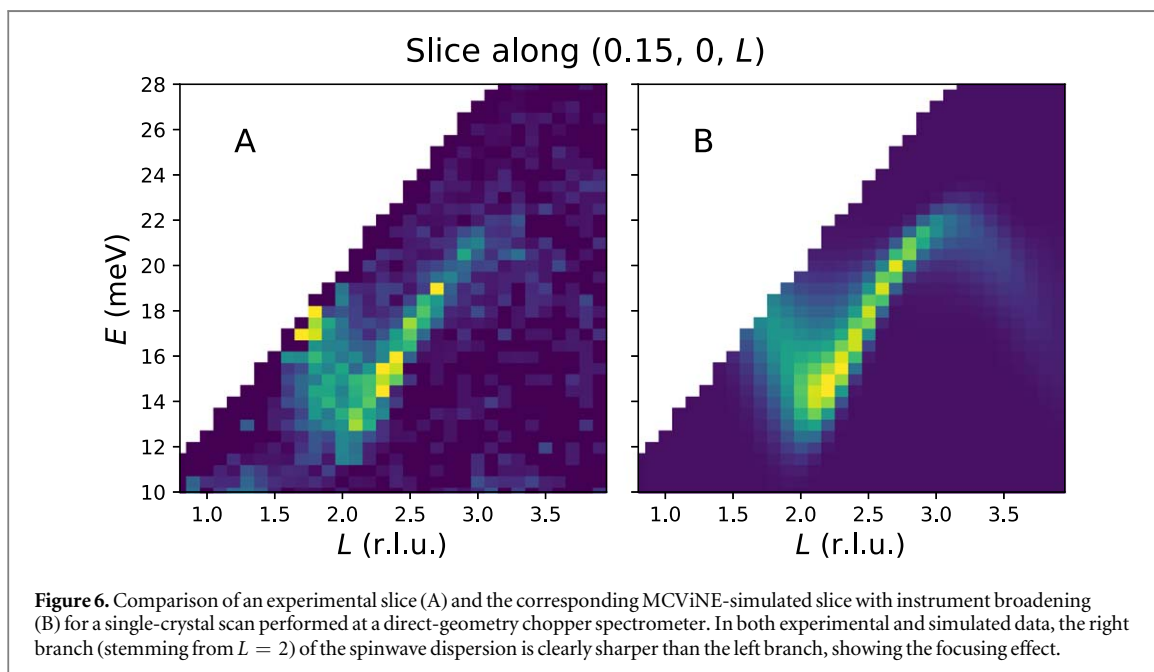 Slice along (0.15, 0, L)
A
B
28
26
24
22
20
18
16
14
12
10
E (meV)
1.0 1.5 2.0 2.5 3.0 3.5
1.0 1.5 2.0 2.5 3.0 3.5
L (r.l.u.)
L (r.l.u.)
Figure 6. Comparison of an experimental slice (A) and the corresponding MCViNE-simulated slice with instrument broadening
(B) for a single-crystal scan performed at a direct-geometry chopper spectrometer. In both experimental and simulated data, the right
branch (stemming from L = 2) of the spinwave dispersion is clearly sharper than the left branch, showing the focusing effect.